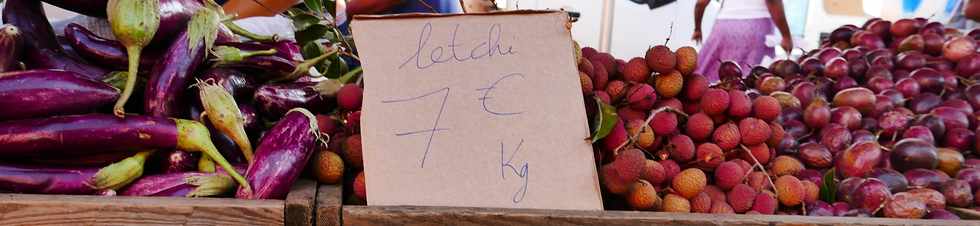 letchi
7 €
Kg